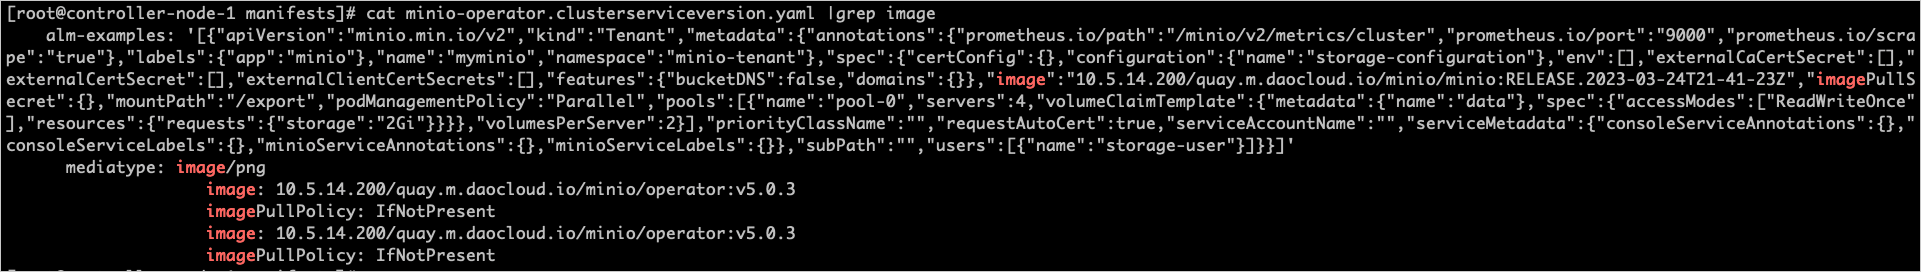 [root@controller-node-1 manifests]# cat minio-operator.clusterserviceversion.yaml |grep image
    alm-examples: '[{"apiVersion":"minio.min.io/v2","kind":"Tenant","metadata":{"annotations":{"prometheus.io/path":"/minio/v2/metrics/cluster","prometheus.io/port":"9000","prometheus.io/scra
pe":"true"},"labels":{"app":"minio"},"name":"myminio","namespace":"minio-tenant"},"spec":{"certConfig":{},"configuration":{"name":"storage-configuration"},"env":[],"externalCaCertSecret":[],"
externalCertSecret":[],"externalClientCertSecrets":[],"features":{"bucketDNS":false,"domains":{}},"image":"10.5.14.200/quay.m.daocloud.io/minio/minio:RELEASE.2023-03-24T21-41-23Z","imagePullS
ecret":{},"mountPath":"/export","podManagementPolicy":"Parallel","pools":[{"name":"pool-0","servers":4,"volumeClaimTemplate":{"metadata":{"name":"data"},"spec":{"accessModes":["ReadWriteOnce"
],"resources":{"requests":{"storage":"2Gi"}}}},"volumesPerServer":2}],"priorityClassName":"","requestAutoCert":true,"serviceAccountName":"","serviceMetadata":{"consoleServiceAnnotations":{},"
consoleServiceLabels":{},"minioServiceAnnotations":{},"minioServiceLabels":{}},"subPath":"","users":[{"name":"storage-user"}]}}]'
      mediatype: image/png
                    image: 10.5.14.200/quay.m.daocloud.io/minio/operator:v5.0.3
                    imagePullPolicy: IfNotPresent
                    image: 10.5.14.200/quay.m.daocloud.io/minio/operator:v5.0.3
                    imagePullPolicy: IfNotPresent